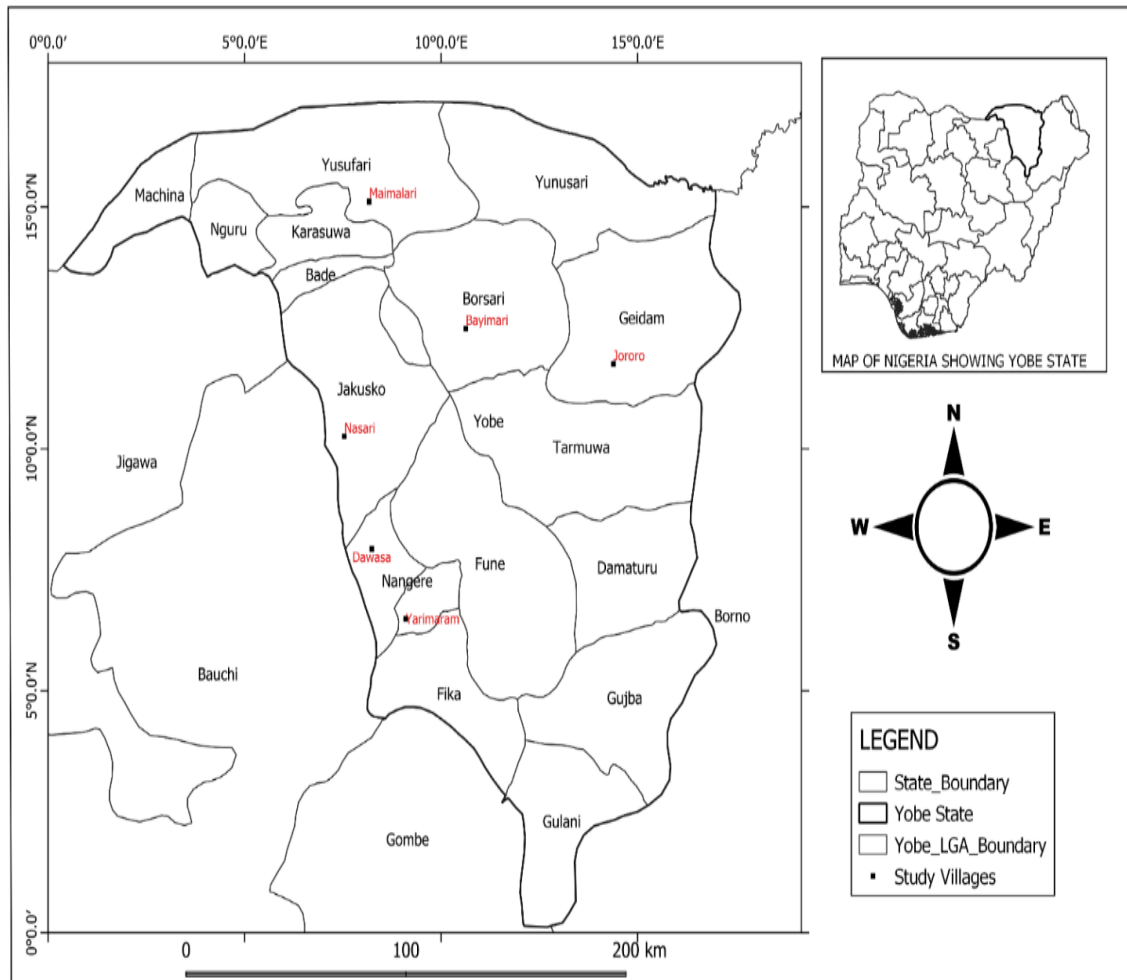 0°0.0'
5°0.0'E
10°0.0'E
15°0.0'E
15°0.0'N
10°0.0'N
5°0.0'N
0°0.0'
Machina
Yusufari
Maimalari
Yunusari
Nguru
Karasuwa
Bade
Borsari
Bayimari
Geidam
Jororo
Jakusko
Nasari
Yobe
Tarmuwa
Jigawa
Dawasa
Nangere
Fune
Damaturu
Yarimaram
Borno
Bauchi
Fika
Gujba
Gombe
Gulani
0
100
200 km
MAP OF NIGERIA SHOWING YOBE STATE
N
W
E
S
LEGEND
State_Boundary
Yobe State
Yobe_LGA_Boundary
Study Villages